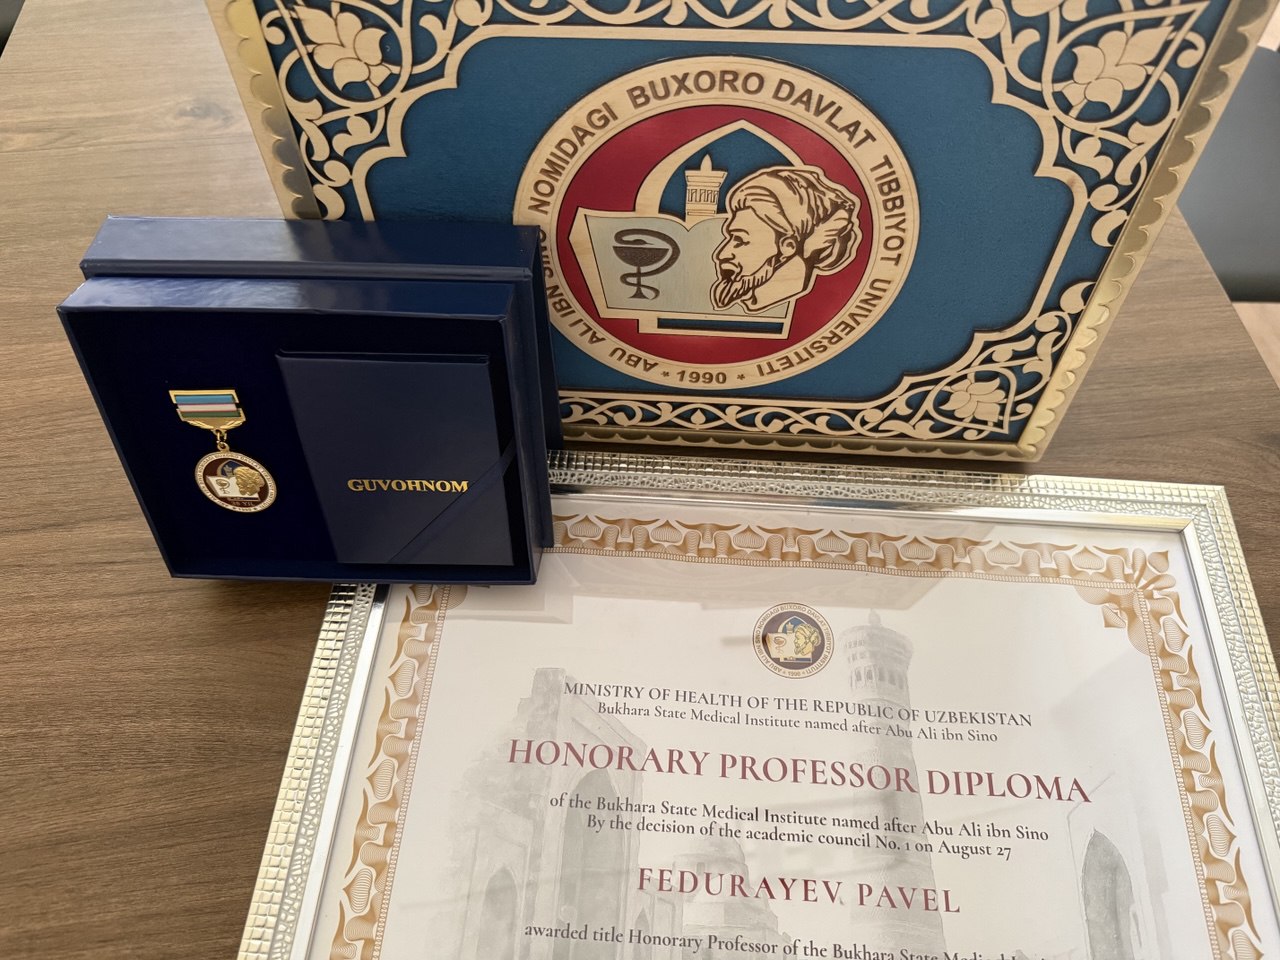 ABU ALI IBN SINO NOMIDAGI BUXORO DAVLAT TIBBIYOT UNIVERSITETI
* 1990 *
GUVOHNOM
1990
MINISTRY OF HEALTH OF THE REPUBLIC OF UZBEKISTAN
Bukhara State Medical Institute named after Abu Ali ibn Sino
HONORARY PROFESSOR DIPLOMA
of the Bukhara State Medical Institute named after Abu Ali ibn Sino
By the decision of the academic council No. 1 on August 27
FEDURAYEV PAVEL
awarded title Honorary Professor of the Bukhara State Medical